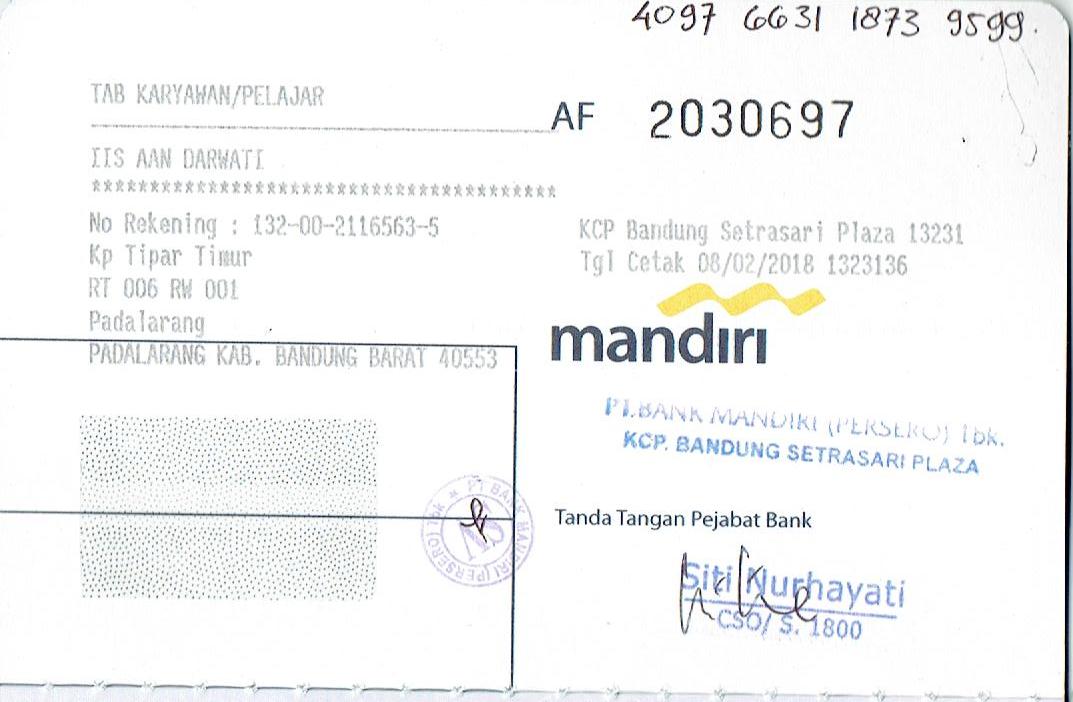 4097 6631 1873 9599.
TAB KARYAWAN/PELAJAR
AF 2030697
IIS AAN DARWATI
****************************************
No Rekening : 132-00-2116563-5
Kp Tipar Timur
RT 006 RW 001
Padalarang
PADALARANG KAB. BANDUNG BARAT 40553
KCP Bandung Setrasari Plaza 13231
Tgl Cetak 08/02/2018 1323136
mandiri
PT.BANK MANDIRI (PERSERO) Tbk.
KCP. BANDUNG SETRASARI PLAZA
PT BANK MANDIRI (PERSERO) Tbk
Tanda Tangan Pejabat Bank
Siti Nurhayati
CSO/ S. 1800